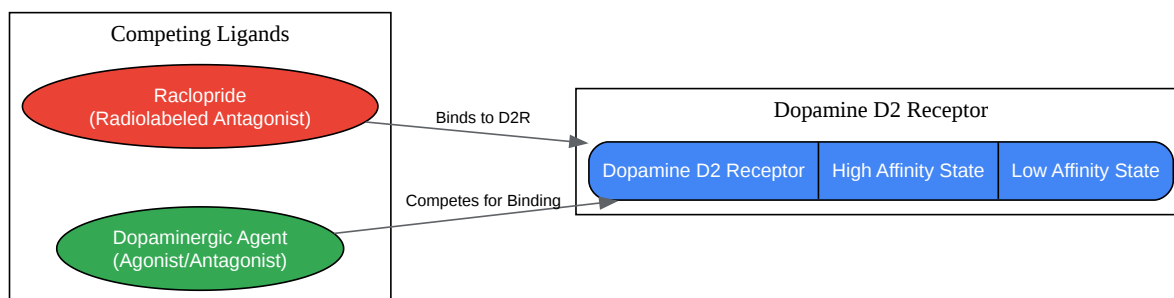 Competing Ligands
Raclopride
(Radiolabeled Antagonist)
Dopaminergic Agent
(Agonist/Antagonist)
Binds to D2R
Competes for Binding
Dopamine D2 Receptor
Dopamine D2 Receptor
High Affinity State
Low Affinity State